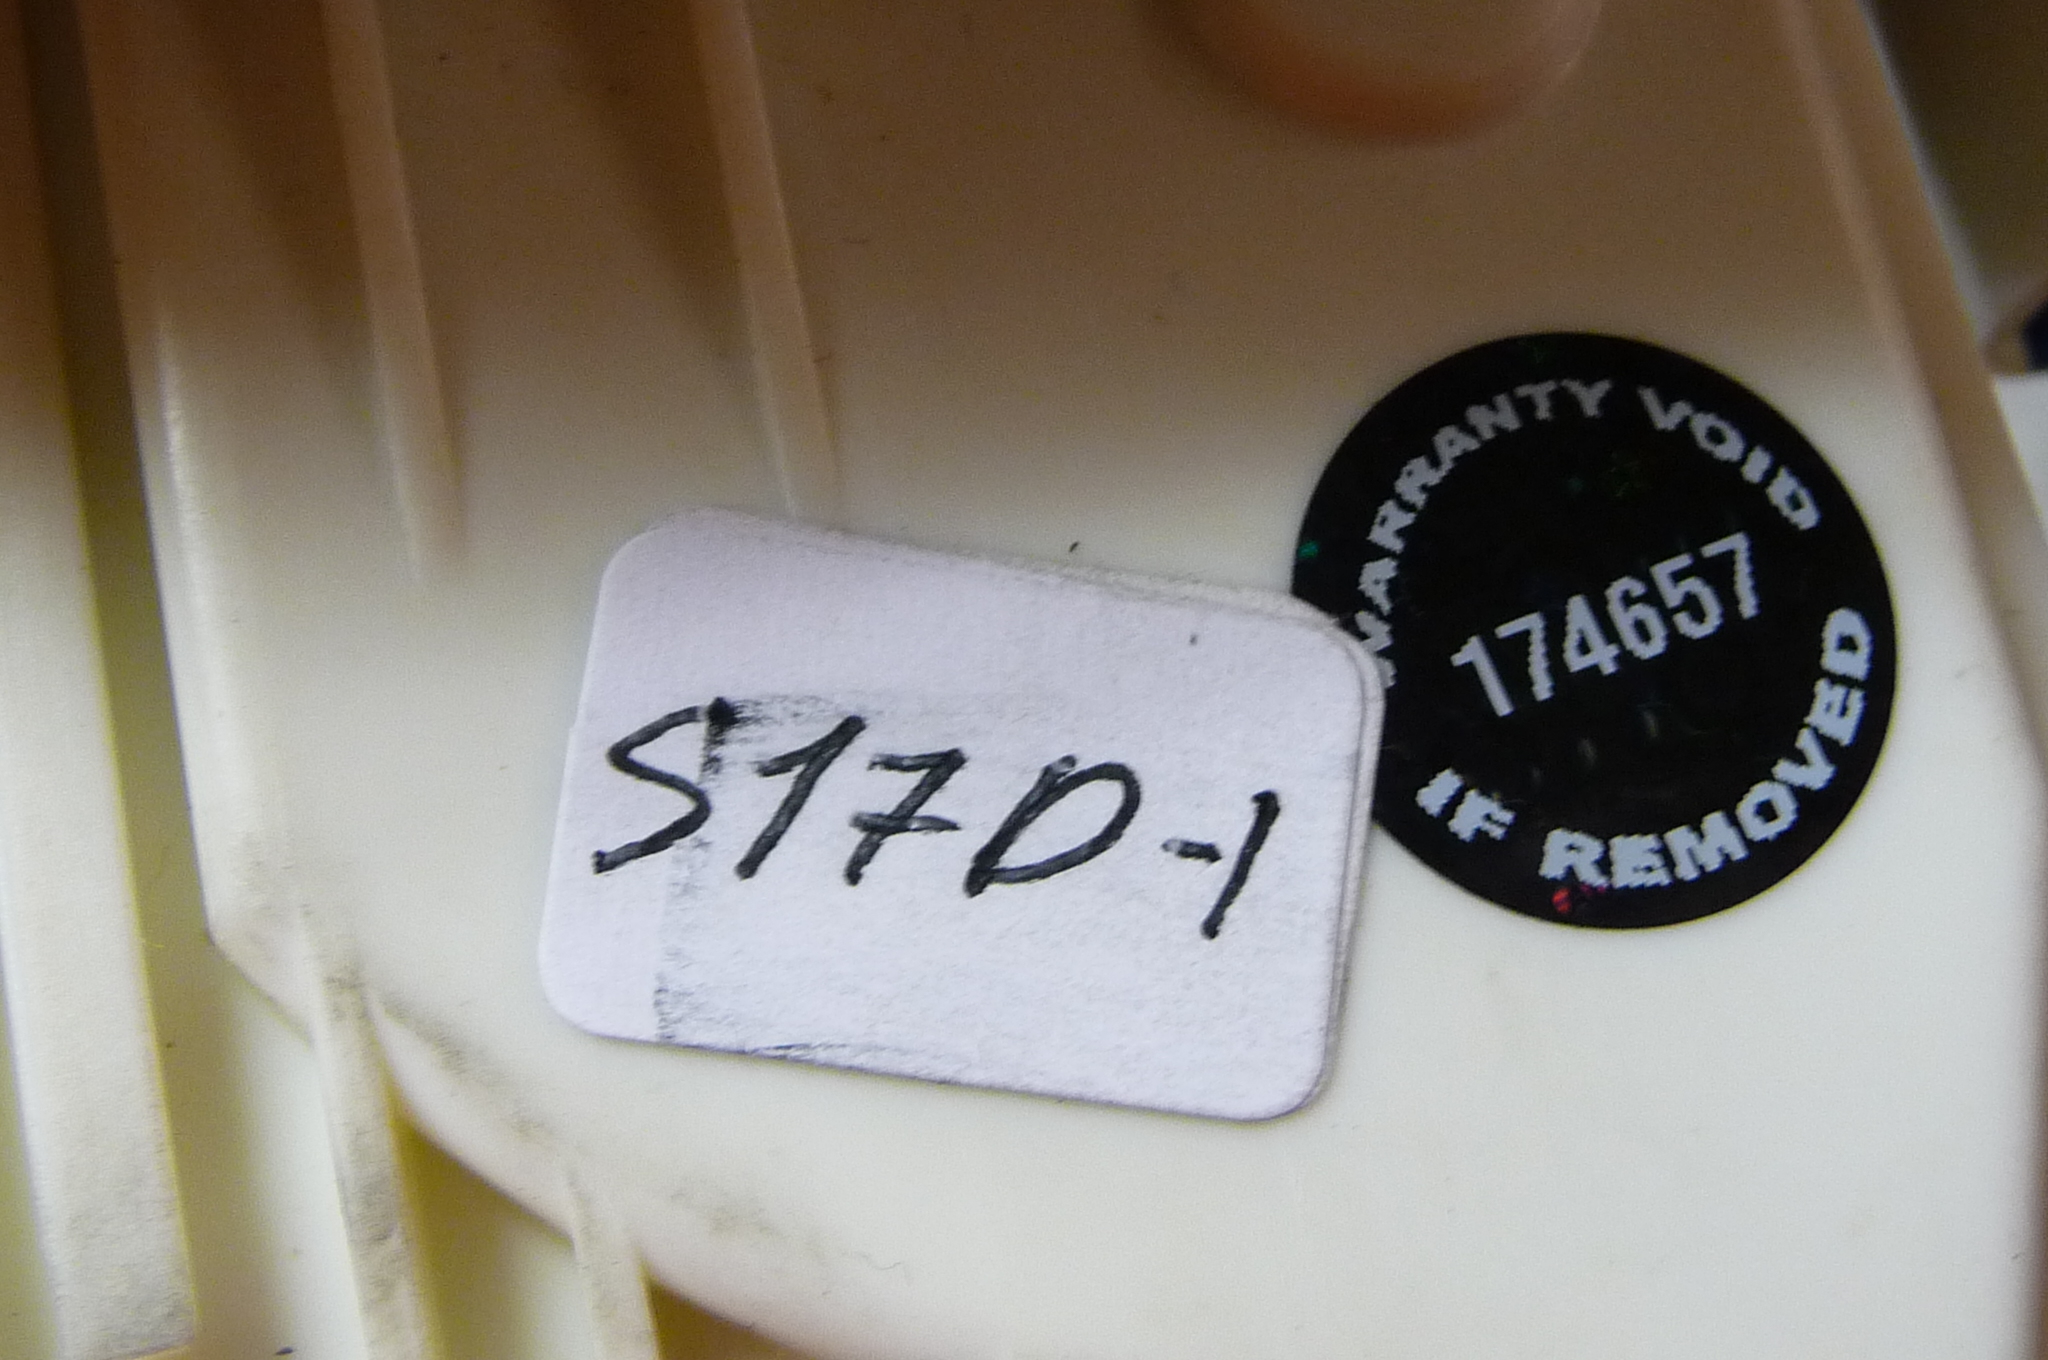 S17D-1
WARRANTY VOID
174657
IF REMOVED